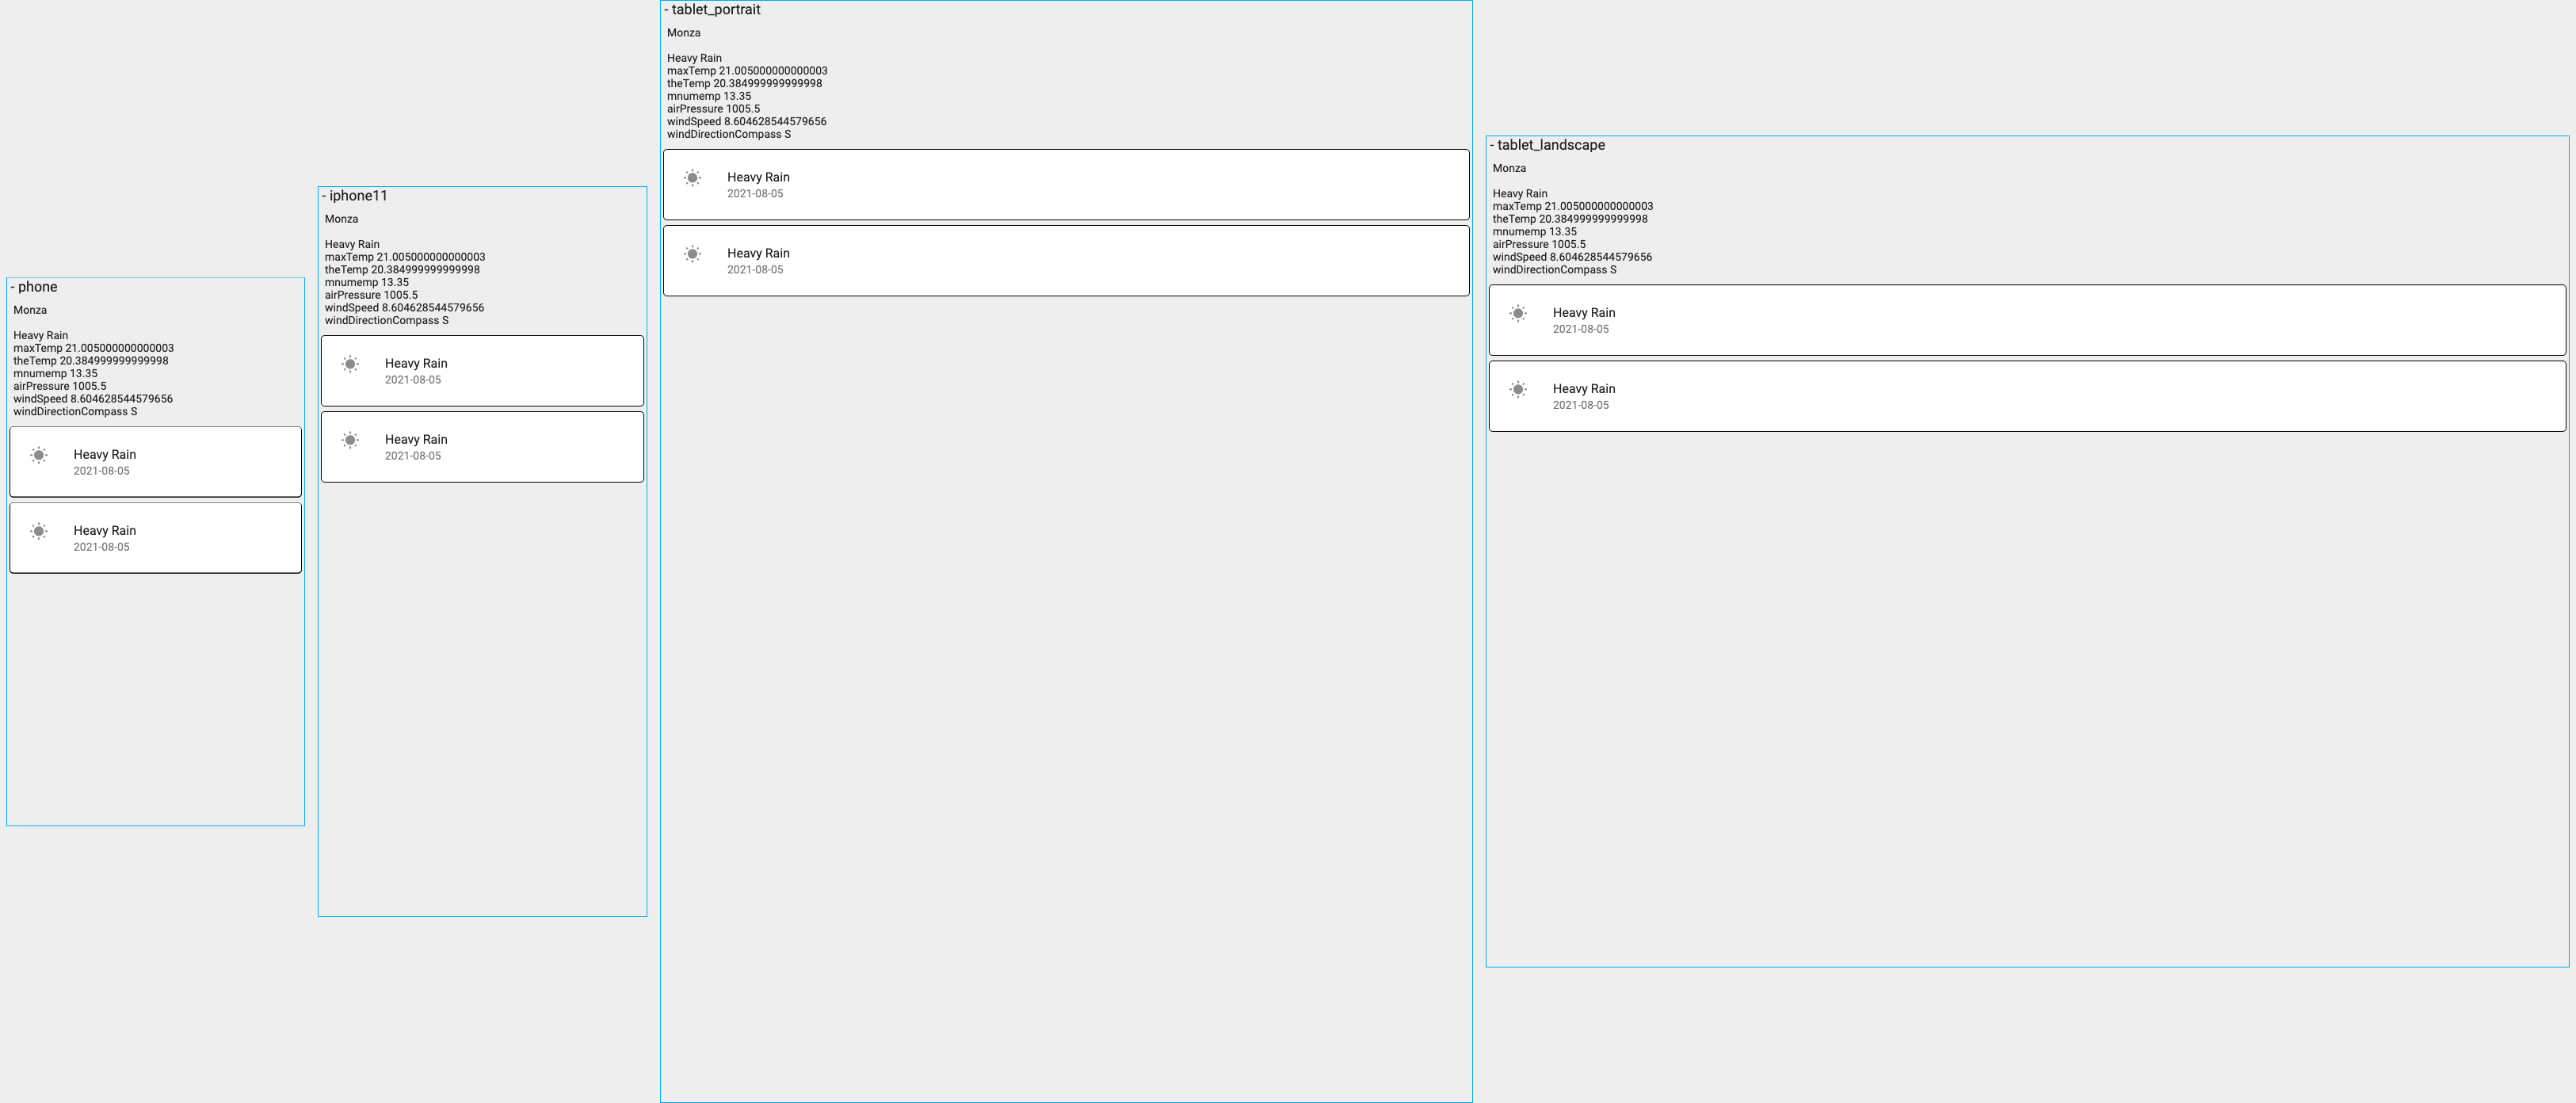 - phone
Monza
Heavy Rain
maxTemp 21.005000000000003
theTemp 20.384999999999998
mnumemp 13.35
airPressure 1005.5
windSpeed 8.604628544579656
windDirectionCompass S
Heavy Rain
2021-08-05
Heavy Rain
2021-08-05
- iphone11
Monza
Heavy Rain
maxTemp 21.005000000000003
theTemp 20.384999999999998
mnumemp 13.35
airPressure 1005.5
windSpeed 8.604628544579656
windDirectionCompass S
Heavy Rain
2021-08-05
Heavy Rain
2021-08-05
- tablet_portrait
Monza
Heavy Rain
maxTemp 21.005000000000003
theTemp 20.384999999999998
mnumemp 13.35
airPressure 1005.5
windSpeed 8.604628544579656
windDirectionCompass S
Heavy Rain
2021-08-05
Heavy Rain
2021-08-05
- tablet_landscape
Monza
Heavy Rain
maxTemp 21.005000000000003
theTemp 20.384999999999998
mnumemp 13.35
airPressure 1005.5
windSpeed 8.604628544579656
windDirectionCompass S
Heavy Rain
2021-08-05
Heavy Rain
2021-08-05